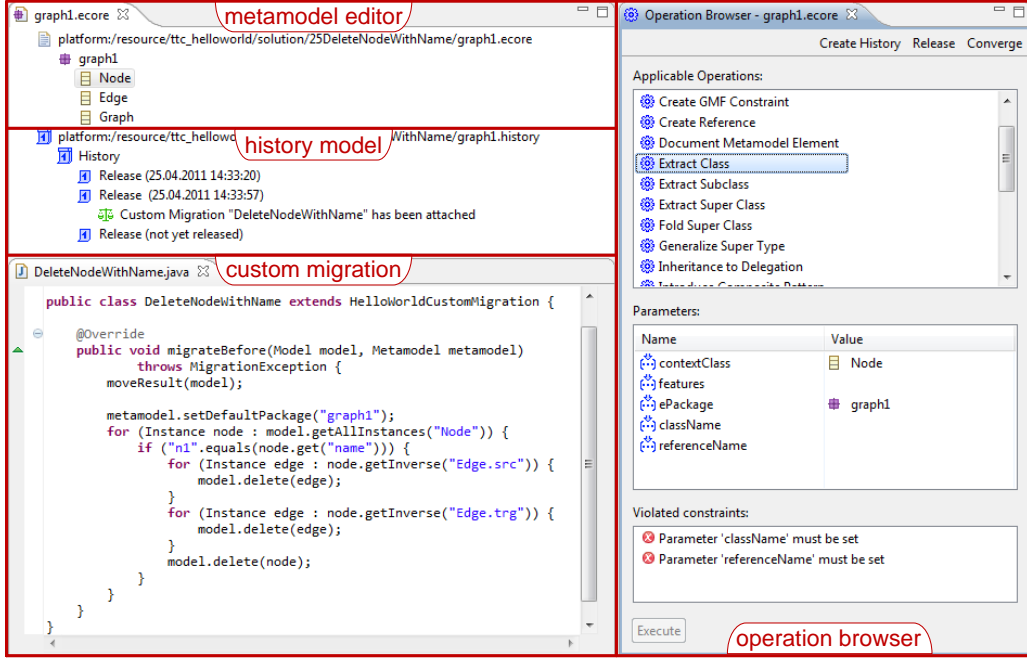 graph1.ecore
metamodel editor
platform:/resource/ttc_helloworld/solution/25DeleteNodeWithName/graph1.ecore
graph1
Node
Edge
Graph
platform:/resource/ttc_hellowo
history model
WithName/graph1.history
History
Release (25.04.2011 14:33:20)
Release (25.04.2011 14:33:57)
Custom Migration "DeleteNodeWithName" has been attached
Release (not yet released)
DeleteNodeWithName.java
custom migration
public class DeleteNodeWithName extends HelloWorldCustomMigration {
@Override
public void migrateBefore(Model model, Metamodel metamodel)
throws MigrationException {
moveResult(model);
metamodel.setDefaultPackage("graph1");
for (Instance node : model.getAllInstances("Node")) {
if ("n1".equals(node.get("name"))) {
for (Instance edge : node.getInverse("Edge.src")) {
model.delete(edge);
}
for (Instance edge : node.getInverse("Edge.trg")) {
model.delete(edge);
}
model.delete(node);
}
}
}
}
Operation Browser - graph1.ecore
Create History Release Converge
Applicable Operations:
Create GMF Constraint
Create Reference
Document Metamodel Element
Extract Class
Extract Subclass
Extract Super Class
Fold Super Class
Generalize Super Type
Inheritance to Delegation
Introduce Composite Pattern
Parameters:
Name Value
contextClass Node
features
ePackage graph1
className
referenceName
Violated constraints:
Parameter 'className' must be set
Parameter 'referenceName' must be set
Execute
operation browser